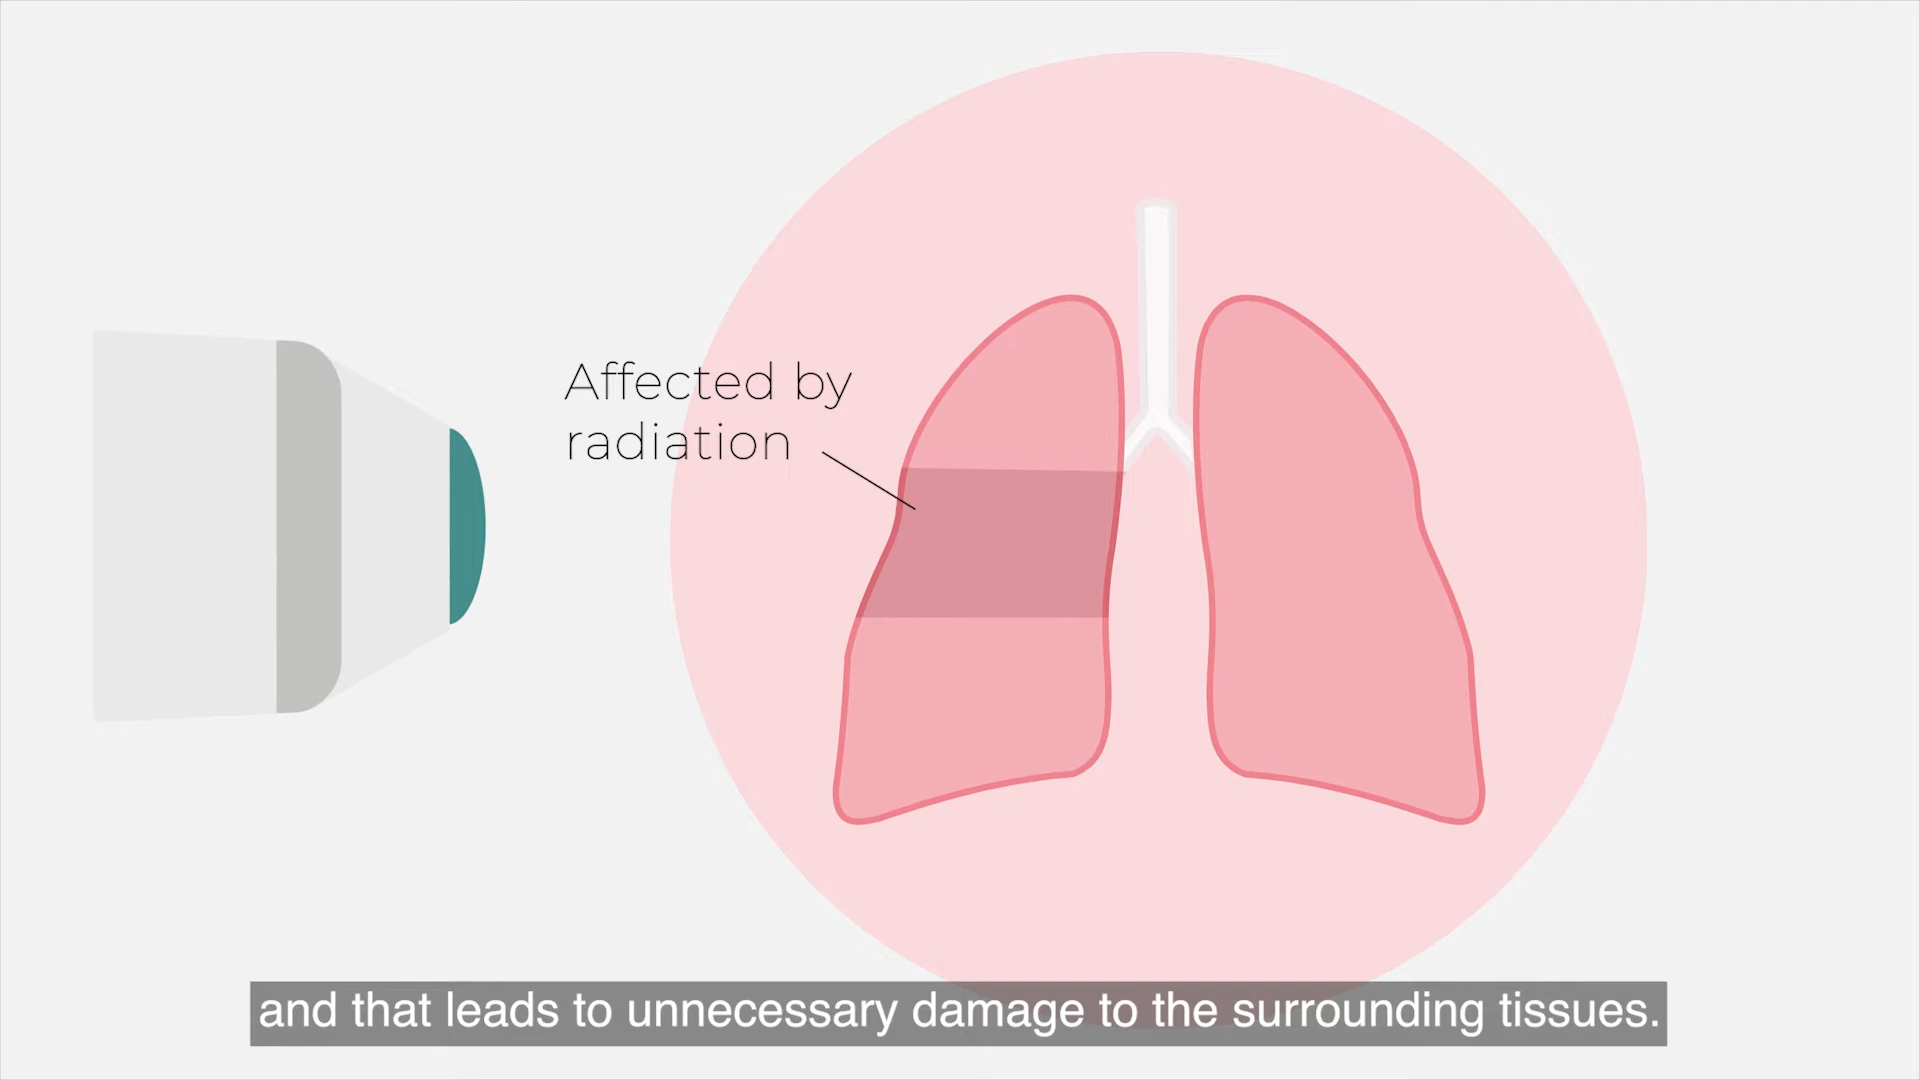 Affected by
radiation
and that leads to unnecessary damage to the surrounding tissues.